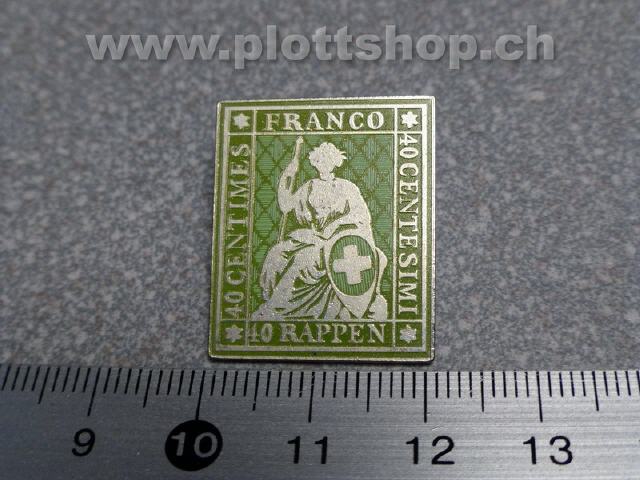 www.plottshop.ch
FRANCO
40 CENTIMES
40 CENTESIMI
40 RAPPEN
9 10 11 12 13